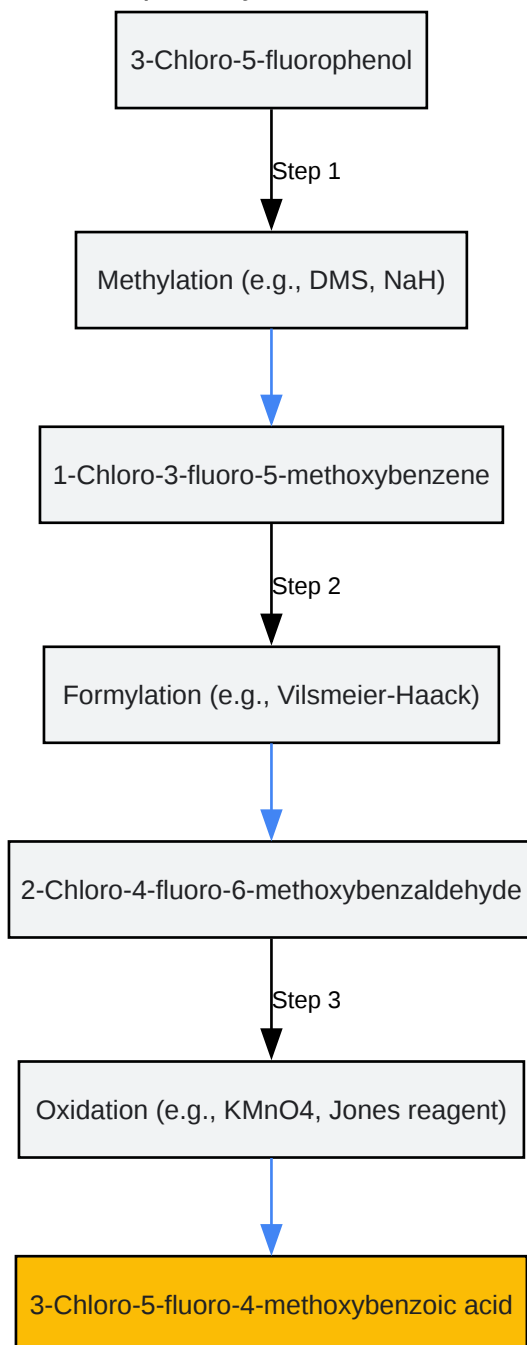 3-Chloro-5-fluorophenol
Step 1
Methylation (e.g., DMS, NaH)
1-Chloro-3-fluoro-5-methoxybenzene
Step 2
Formylation (e.g., Vilsmeier-Haack)
2-Chloro-4-fluoro-6-methoxybenzaldehyde
Step 3
Oxidation (e.g., KMnO4, Jones reagent)
3-Chloro-5-fluoro-4-methoxybenzoic acid